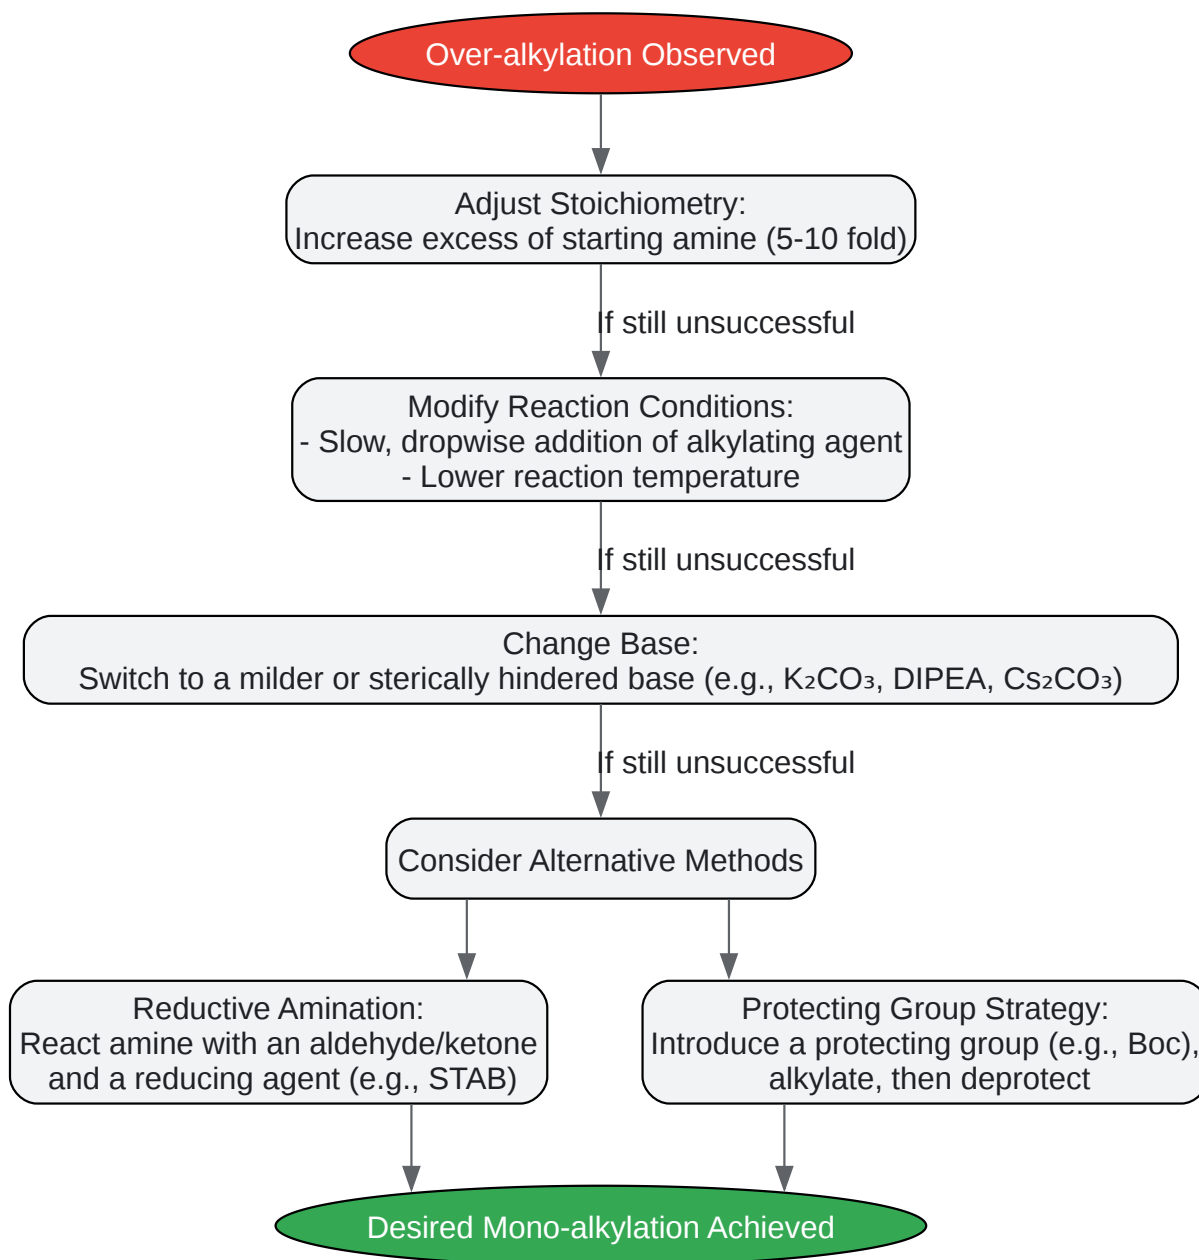 Over-alkylation Observed
Adjust Stoichiometry:
Increase excess of starting amine (5-10 fold)
If still unsuccessful
Modify Reaction Conditions:
- Slow, dropwise addition of alkylating agent
- Lower reaction temperature
If still unsuccessful
Change Base:
Switch to a milder or sterically hindered base (e.g., K₂CO₃, DIPEA, Cs₂CO₃)
If still unsuccessful
Consider Alternative Methods
Reductive Amination:
React amine with an aldehyde/ketone
and a reducing agent (e.g., STAB)
Protecting Group Strategy:
Introduce a protecting group (e.g., Boc),
alkylate, then deprotect
Desired Mono-alkylation Achieved